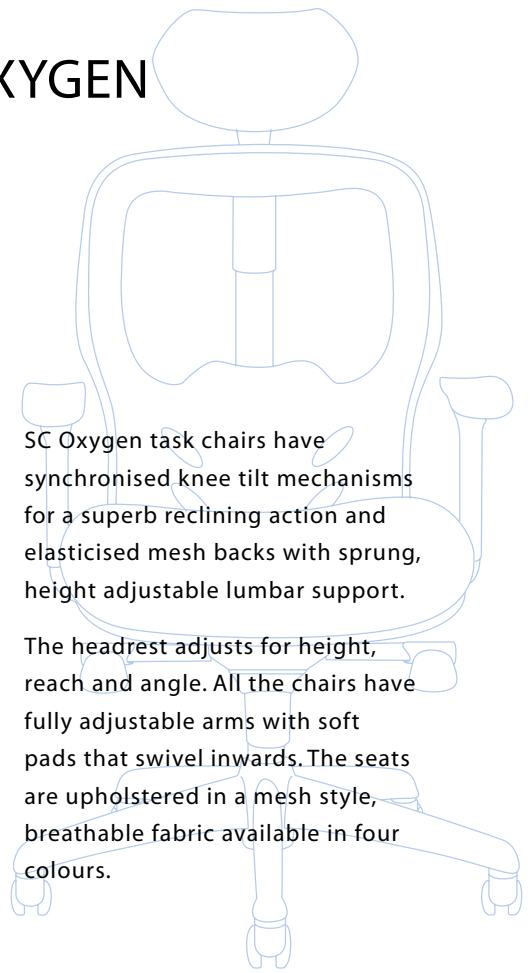 XYGEN
SC Oxygen task chairs have
synchronised knee tilt mechanisms
for a superb reclining action and
elasticised mesh backs with sprung,
height adjustable lumbar support.
The headrest adjusts for height,
reach and angle. All the chairs have
fully adjustable arms with soft
pads that swivel inwards. The seats
are upholstered in a mesh style,
breathable fabric available in four
colours.